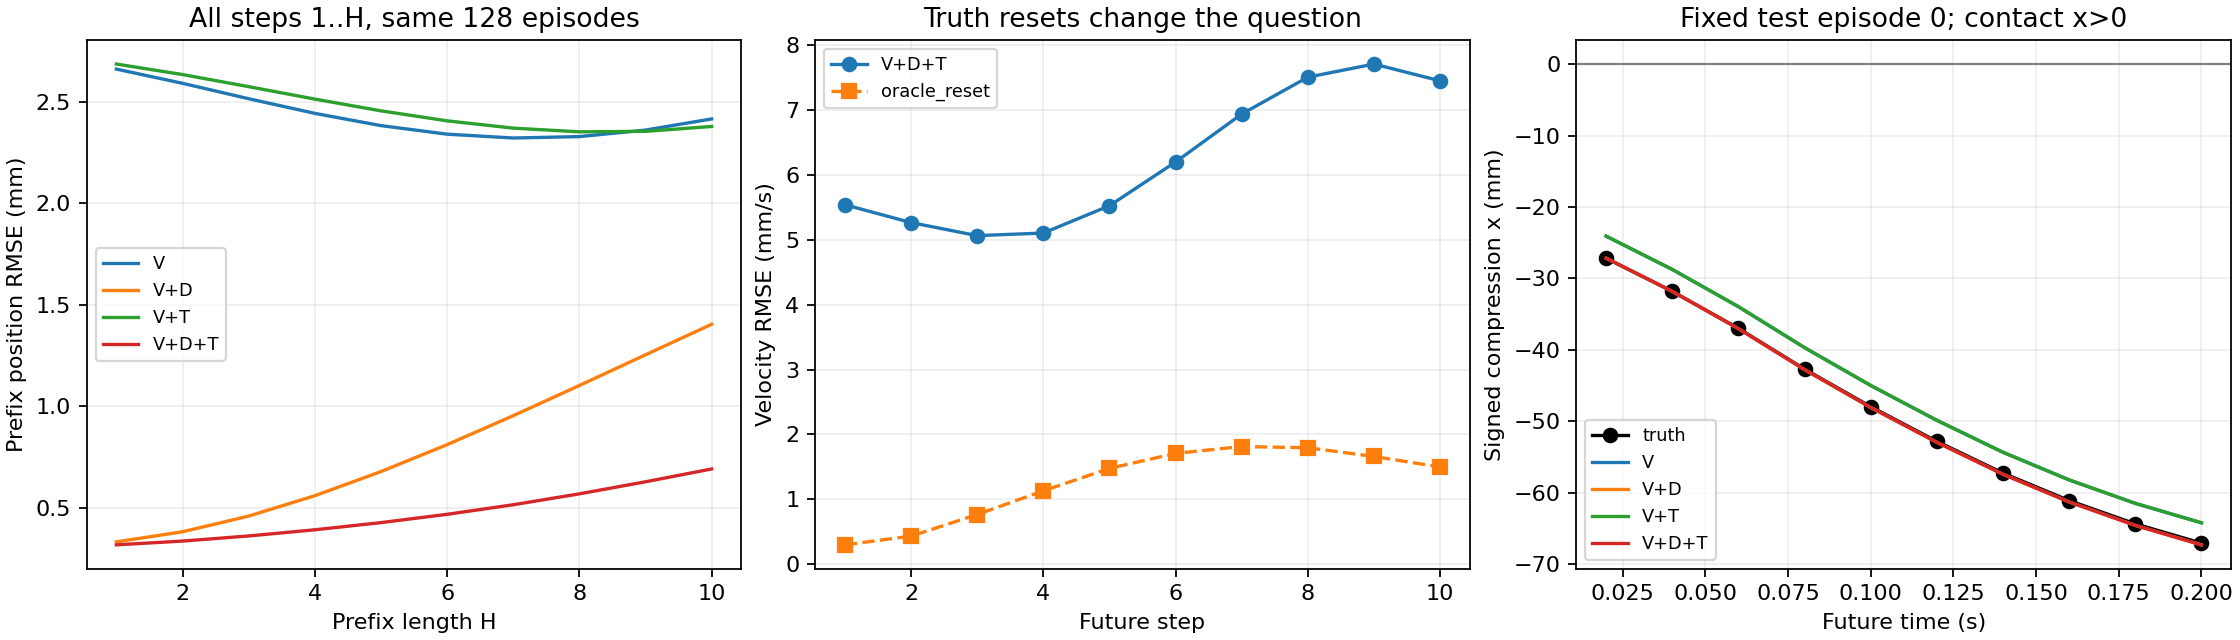 All steps 1..H, same 128 episodes
Prefix position RMSE (mm)
2.5
2.0
1.5
1.0
0.5
V
V+D
V+T
V+D+T
2 4 6 8 10
Prefix length H
Truth resets change the question
Velocity RMSE (mm/s)
8
7
6
5
4
3
2
1
0
V+D+T
oracle_reset
2 4 6 8 10
Future step
Fixed test episode 0; contact x>0
Signed compression x (mm)
0
−10
−20
−30
−40
−50
−60
−70
truth
V
V+D
V+T
V+D+T
0.025 0.050 0.075 0.100 0.125 0.150 0.175 0.200
Future time (s)